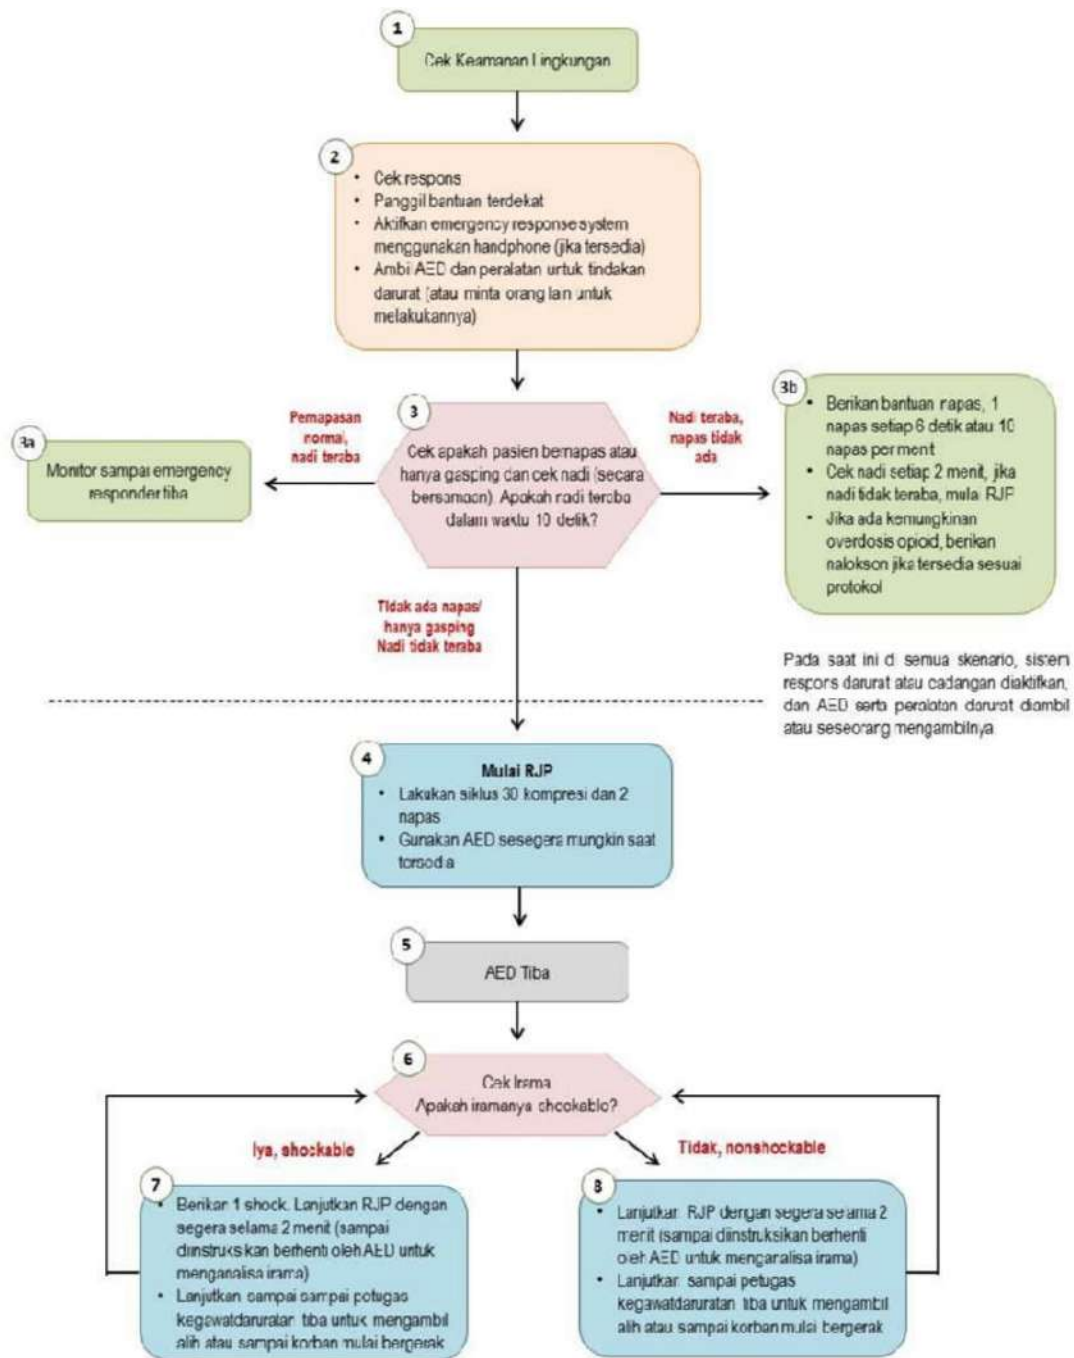 1
Cek Keamanan Lingkungan
2
• Cek respons
• Panggil bantuan terdekat
• Aktifkan emergency response system
menggunakan handphone (jika tersedia)
• Ambil AED dan peralatan untuk tindakan
darurat (atau minta orang lain untuk
melakukannya)
3
Cek apakah pasien bernapas atau
hanya gasping dan cek nadi (secara
bersamaan). Apakah nadi teraba
dalam waktu 10 detik?
Pernapasan
normal,
nadi teraba
3a
Monitor sampai emergency
responder tiba
Nadi teraba,
napas tidak
ada
3b
• Berikan bantuan napas, 1
napas setiap 6 detik atau 10
napas per menit
• Cek nadi setiap 2 menit, jika
nadi tidak teraba, mulai RJP
• Jika ada kemungkinan
overdosis opioid, berikan
nalokson jika tersedia sesuai
protokol
Tidak ada napas/
hanya gasping
Nadi tidak teraba
Pada saat ini di semua skenario, sistem
respons darurat atau cadangan diaktifkan,
dan AED serta peralatan darurat diambil
atau seseorang mengambilnya
4
Mulai RJP
• Lakukan siklus 30 kompresi dan 2
napas
• Gunakan AED sesegera mungkin saat
tersedia
5
AED Tiba
6
Cek Irama
Apakah iramanya shockable?
Iya, shockable
Tidak, nonshockable
7
• Berikan 1 shock. Lanjutkan RJP dengan
segera selama 2 menit (sampai
diinstruksikan berhenti oleh AED untuk
menganalisa irama)
• Lanjutkan sampai sampai petugas
kegawatdaruratan tiba untuk mengambil
alih atau sampai korban mulai bergerak
8
• Lanjutkan RJP dengan segera selama 2
menit (sampai diinstruksikan berhenti
oleh AED untuk menganalisa irama)
• Lanjutkan sampai petugas
kegawatdaruratan tiba untuk mengambil
alih atau sampai korban mulai bergerak